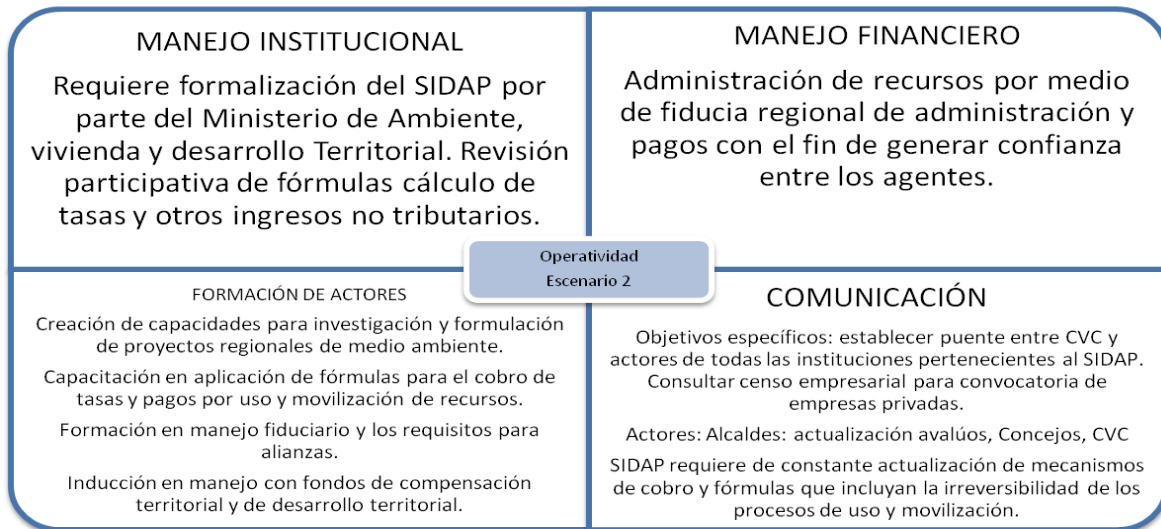 MANEJO INSTITUCIONAL
Requiere formalización del SIDAP por
parte del Ministerio de Ambiente,
vivienda y desarrollo Territorial. Revisión
participativa de fórmulas cálculo de
tasas y otros ingresos no tributarios.
MANEJO FINANCIERO
Administración de recursos por medio
de fiducia regional de administración y
pagos con el fin de generar confianza
entre los agentes.
Operatividad
Escenario 2
FORMACIÓN DE ACTORES
Creación de capacidades para investigación y formulación
de proyectos regionales de medio ambiente.
Capacitación en aplicación de fórmulas para el cobro de
tasas y pagos por uso y movilización de recursos.
Formación en manejo fiduciario y los requisitos para
alianzas.
Inducción en manejo con fondos de compensación
territorial y de desarrollo territorial.
COMUNICACIÓN
Objetivos específicos: establecer puente entre CVC y
actores de todas las instituciones pertenecientes al SIDAP.
Consultar censo empresarial para convocatoria de
empresas privadas.
Actores: Alcaldes: actualización avalúos, Concejos, CVC
SIDAP requiere de constante actualización de mecanismos
de cobro y fórmulas que incluyan la irreversibilidad de los
procesos de uso y movilización.